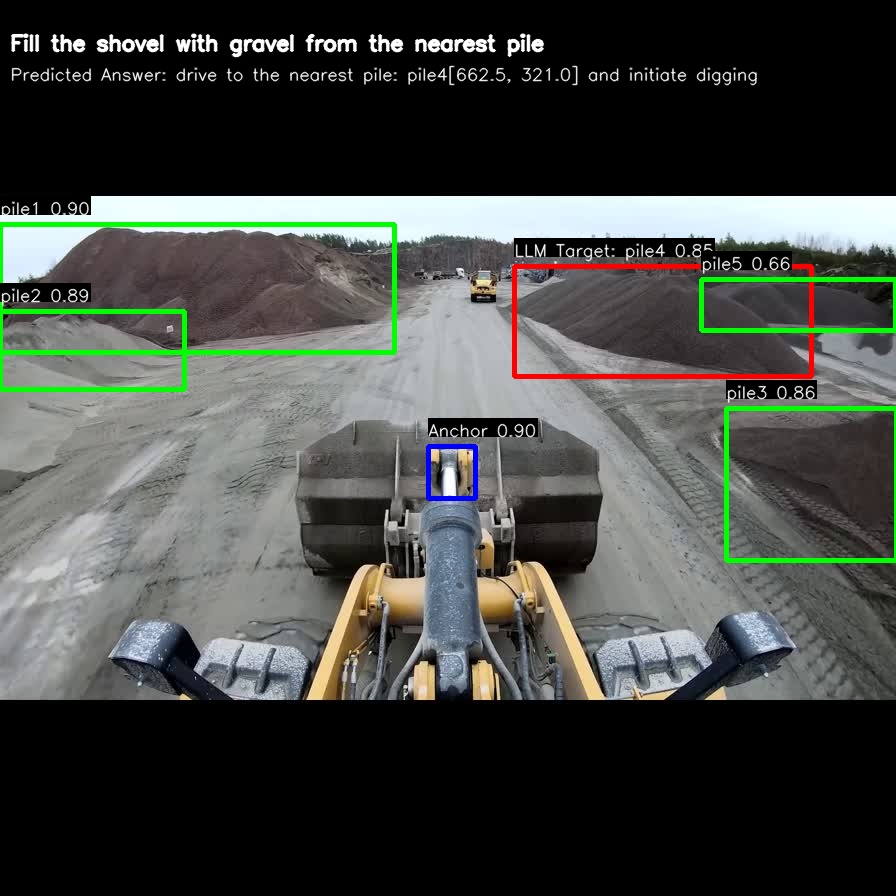 Fill the shovel with gravel from the nearest pile
Predicted Answer: drive to the nearest pile: pile4[662.5, 321.0] and initiate digging
pile1 0.90
LLM Target: pile4 0.85
pile5 0.66
pile2 0.89
pile3 0.86
Anchor 0.90